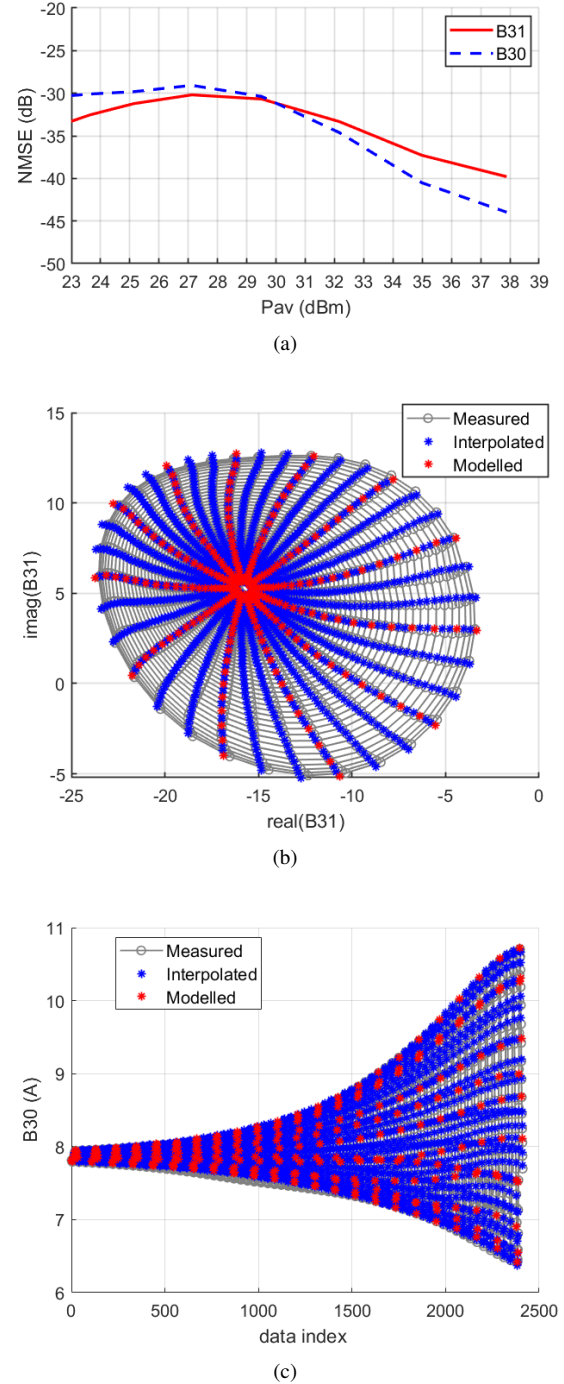 -20
-25
-30
-35
-40
-45
-50
NMSE (dB)
B31
B30
23 24 25 26 27 28 29 30 31 32 33 34 35 36 37 38 39
Pav (dBm)
(a)
15
10
5
0
-5
imag(B31)
Measured
Interpolated
Modelled
-25 -20 -15 -10 -5 0
real(B31)
(b)
11
10
9
8
7
6
B30 (A)
Measured
Interpolated
Modelled
0 500 1000 1500 2000 2500
data index
(c)